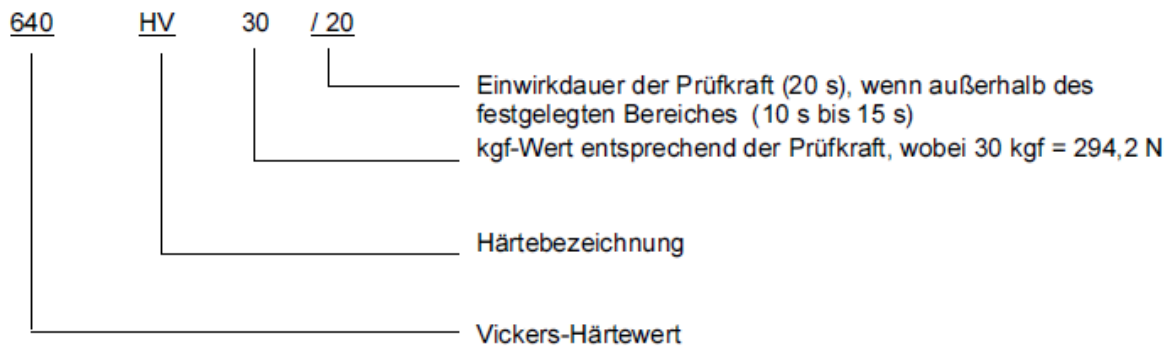 640 HV 30 / 20
Einwirkdauer der Prüfkraft (20 s), wenn außerhalb des
festgelegten Bereiches (10 s bis 15 s)
kgf-Wert entsprechend der Prüfkraft, wobei 30 kgf = 294,2 N
Härtebezeichnung
Vickers-Härtewert